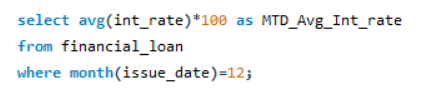 select avg(int_rate)*100 as MTD_Avg_Int_rate
from financial_loan
where month(issue_date)=12;